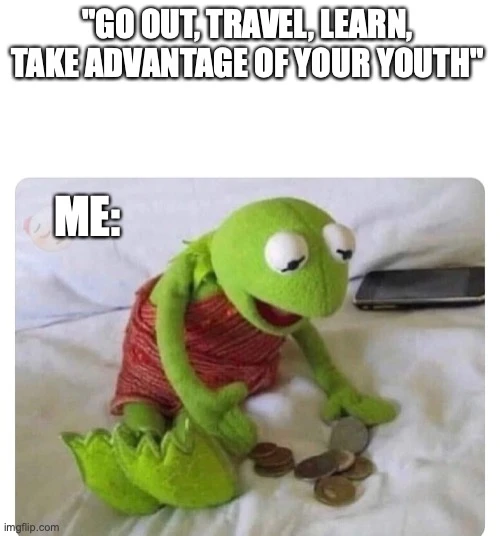 "GO OUT, TRAVEL, LEARN,
TAKE ADVANTAGE OF YOUR YOUTH"
ME:
imgflip.com